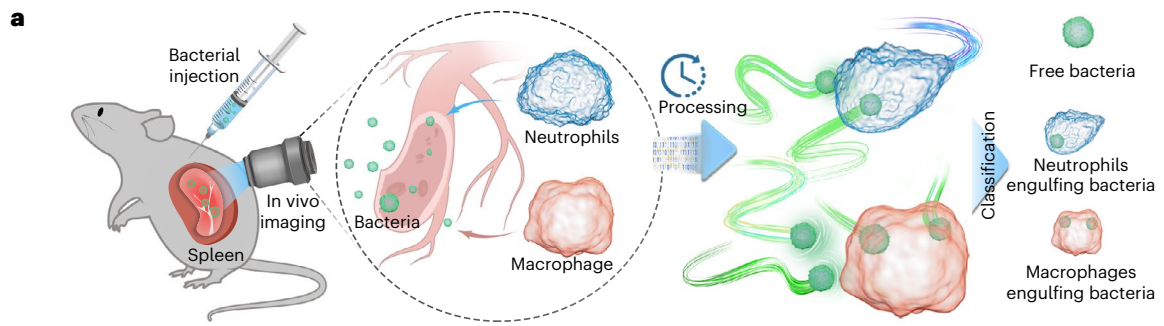 a
Bacterial
injection
In vivo
imaging
Spleen
Bacteria
Neutrophils
Macrophage
Processing
Classification
Free bacteria
Neutrophils
engulfing bacteria
Macrophages
engulfing bacteria